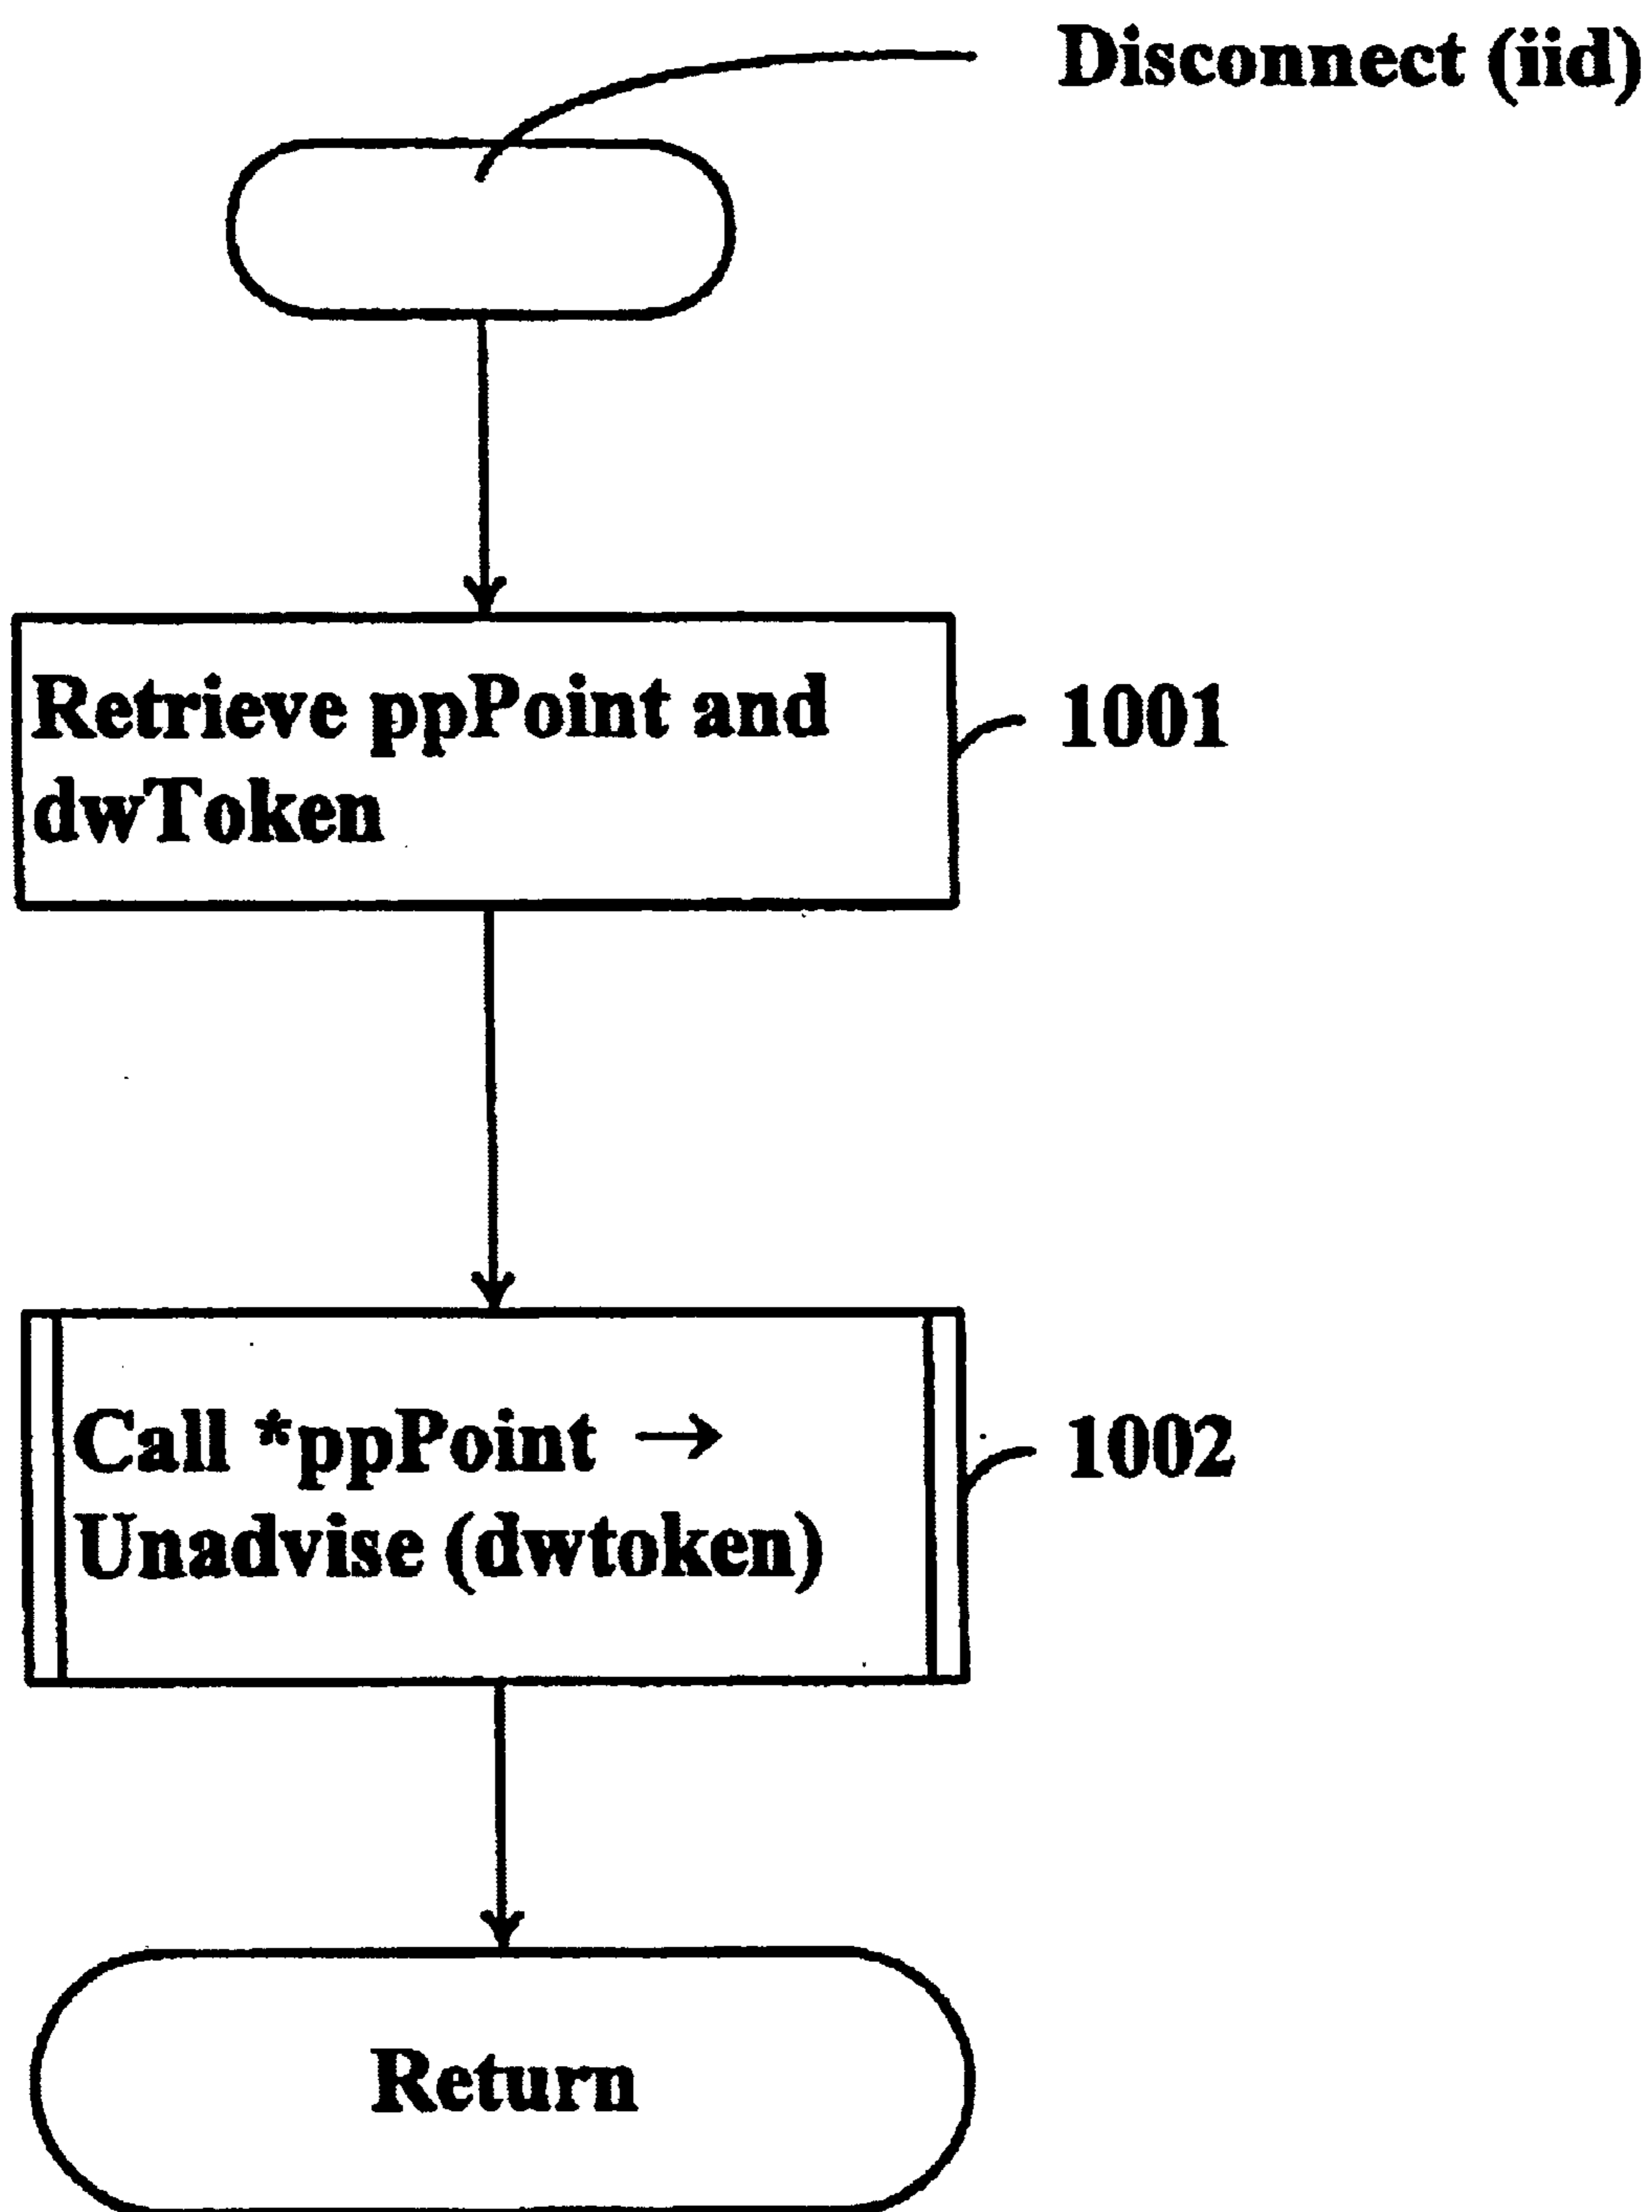 Disconnect (iid)
Retrieve ppPoint and
dwToken
1001
Call *ppPoint →
Unadvise (dwtoken)
1002
Return